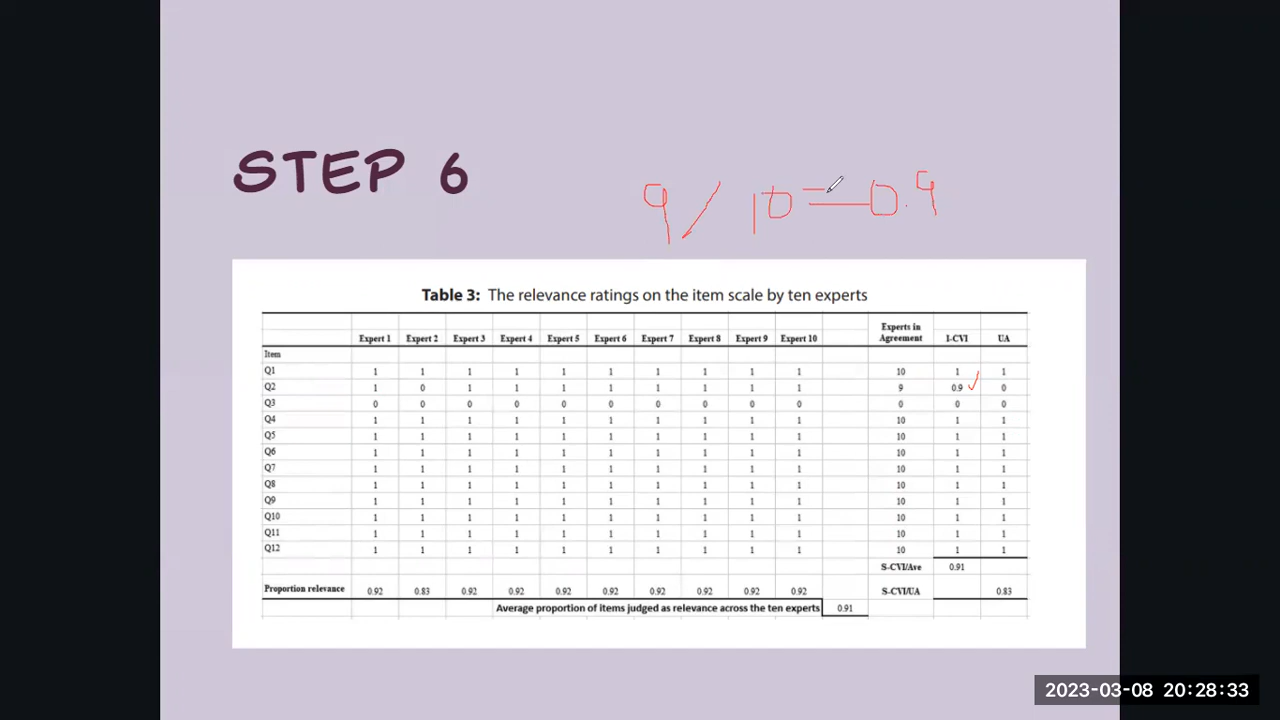 STEP 6
9 / 10 = 0.9
Table 3: The relevance ratings on the item scale by ten experts
Expert 1 Expert 2 Expert 3 Expert 4 Expert 5 Expert 6 Expert 7 Expert 8 Expert 9 Expert 10 Experts in Agreement I-CVI UA
Item
Q1 1 1 1 1 1 1 1 1 1 1 10 1 1
Q2 1 0 1 1 1 1 1 1 1 1 9 0.9 0
Q3 0 0 0 0 0 0 0 0 0 0 0 0 0
Q4 1 1 1 1 1 1 1 1 1 1 10 1 1
Q5 1 1 1 1 1 1 1 1 1 1 10 1 1
Q6 1 1 1 1 1 1 1 1 1 1 10 1 1
Q7 1 1 1 1 1 1 1 1 1 1 10 1 1
Q8 1 1 1 1 1 1 1 1 1 1 10 1 1
Q9 1 1 1 1 1 1 1 1 1 1 10 1 1
Q10 1 1 1 1 1 1 1 1 1 1 10 1 1
Q11 1 1 1 1 1 1 1 1 1 1 10 1 1
Q12 1 1 1 1 1 1 1 1 1 1 10 1 1
S-CVI/Ave 0.91
Proportion relevance 0.92 0.83 0.92 0.92 0.92 0.92 0.92 0.92 0.92 0.92 S-CVI/UA 0.83
Average proportion of items judged as relevance across the ten experts 0.91
2023-03-08 20:28:33